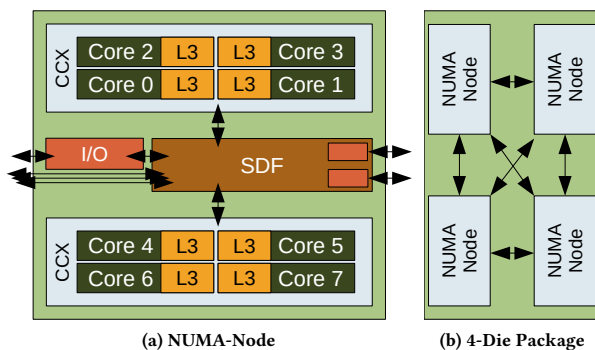 CCX
Core 2 L3 L3 Core 3
Core 0 L3 L3 Core 1
I/O
SDF
CCX
Core 4 L3 L3 Core 5
Core 6 L3 L3 Core 7
(a) NUMA-Node
NUMA
Node
NUMA
Node
NUMA
Node
NUMA
Node
(b) 4-Die Package